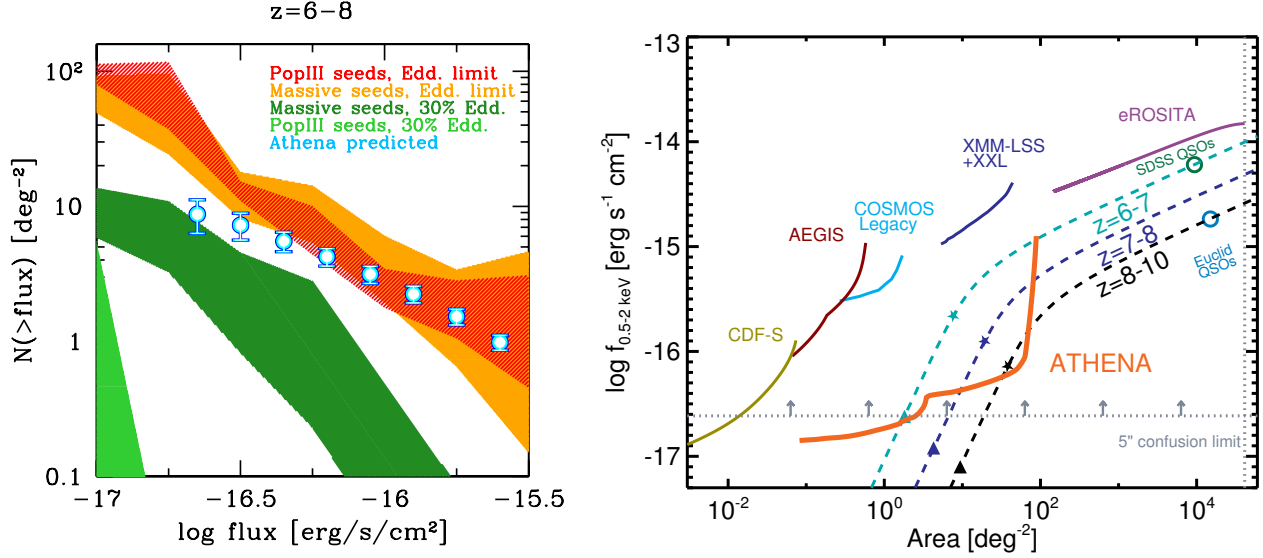 z=6−8
PopIII seeds, Edd. limit
Massive seeds, Edd. limit
Massive seeds, 30% Edd.
PopIII seeds, 30% Edd.
Athena predicted
10²
10
1
0.1
N(>flux) [deg⁻²]
−17
−16.5
−16
−15.5
log flux [erg/s/cm²]
-13
-14
-15
-16
-17
log f0.5-2 keV [erg s⁻¹ cm⁻²]
eROSITA
SDSS QSOs
XMM-LSS
+XXL
COSMOS
Legacy
AEGIS
CDF-S
z=6-7
z=7-8
z=8-10
Euclid
QSOs
ATHENA
5" confusion limit
10⁻²
10⁰
10²
10⁴
Area [deg⁻²]